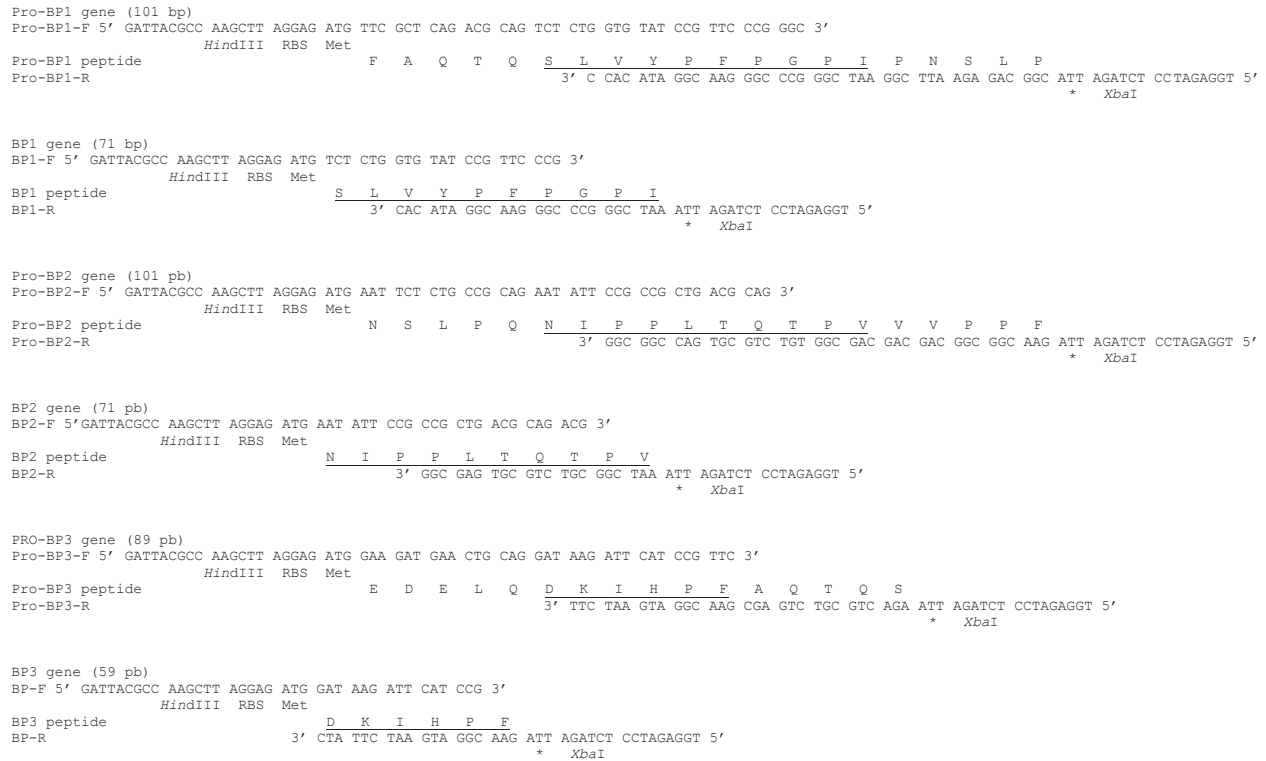 Pro-BP1 gene (101 bp)
Pro-BP1-F 5′ GATTACGCC AAGCTT AGGAG ATG TTC GCT CAG ACG CAG TCT CTG GTG TAT CCG TTC CCG GGC 3′
HindIII RBS Met
Pro-BP1 peptide F A Q T Q S L V Y P F P G P I P N S L P
Pro-BP1-R 3′ C CAC ATA GGC AAG GGC CCG GGC TAA GGC TTA AGA GAC GGC ATT AGATCT CCTAGAGGT 5′
* XbaI
BP1 gene (71 bp)
BP1-F 5′ GATTACGCC AAGCTT AGGAG ATG TCT CTG GTG TAT CCG TTC CCG 3′
HindIII RBS Met
BP1 peptide S L V Y P F P G P I
BP1-R 3′ CAC ATA GGC AAG GGC CCG GGC TAA ATT AGATCT CCTAGAGGT 5′
* XbaI
Pro-BP2 gene (101 pb)
Pro-BP2-F 5′ GATTACGCC AAGCTT AGGAG ATG AAT TCT CTG CCG CAG AAT ATT CCG CCG CTG ACG CAG 3′
HindIII RBS Met
Pro-BP2 peptide N S L P Q N I P P L T Q T P V V V P P F
Pro-BP2-R 3′ GGC GGC CAG TGC GTC TGT GGC GAC GAC GAC GGC GGC AAG ATT AGATCT CCTAGAGGT 5′
* XbaI
BP2 gene (71 pb)
BP2-F 5′GATTACGCC AAGCTT AGGAG ATG AAT ATT CCG CCG CTG ACG CAG ACG 3′
HindIII RBS Met
BP2 peptide N I P P L T Q T P V
BP2-R 3′ GGC GAG TGC GTC TGC GGC TAA ATT AGATCT CCTAGAGGT 5′
* XbaI
PRO-BP3 gene (89 pb)
Pro-BP3-F 5′ GATTACGCC AAGCTT AGGAG ATG GAA GAT GAA CTG CAG GAT AAG ATT CAT CCG TTC 3′
HindIII RBS Met
Pro-BP3 peptide E D E L Q D K I H P F A Q T Q S
Pro-BP3-R 3′ TTC TAA GTA GGC AAG CGA GTC TGC GTC AGA ATT AGATCT CCTAGAGGT 5′
* XbaI
BP3 gene (59 pb)
BP-F 5′ GATTACGCC AAGCTT AGGAG ATG GAT AAG ATT CAT CCG 3′
HindIII RBS Met
BP3 peptide D K I H P F
BP-R 3′ CTA TTC TAA GTA GGC AAG ATT AGATCT CCTAGAGGT 5′
* XbaI